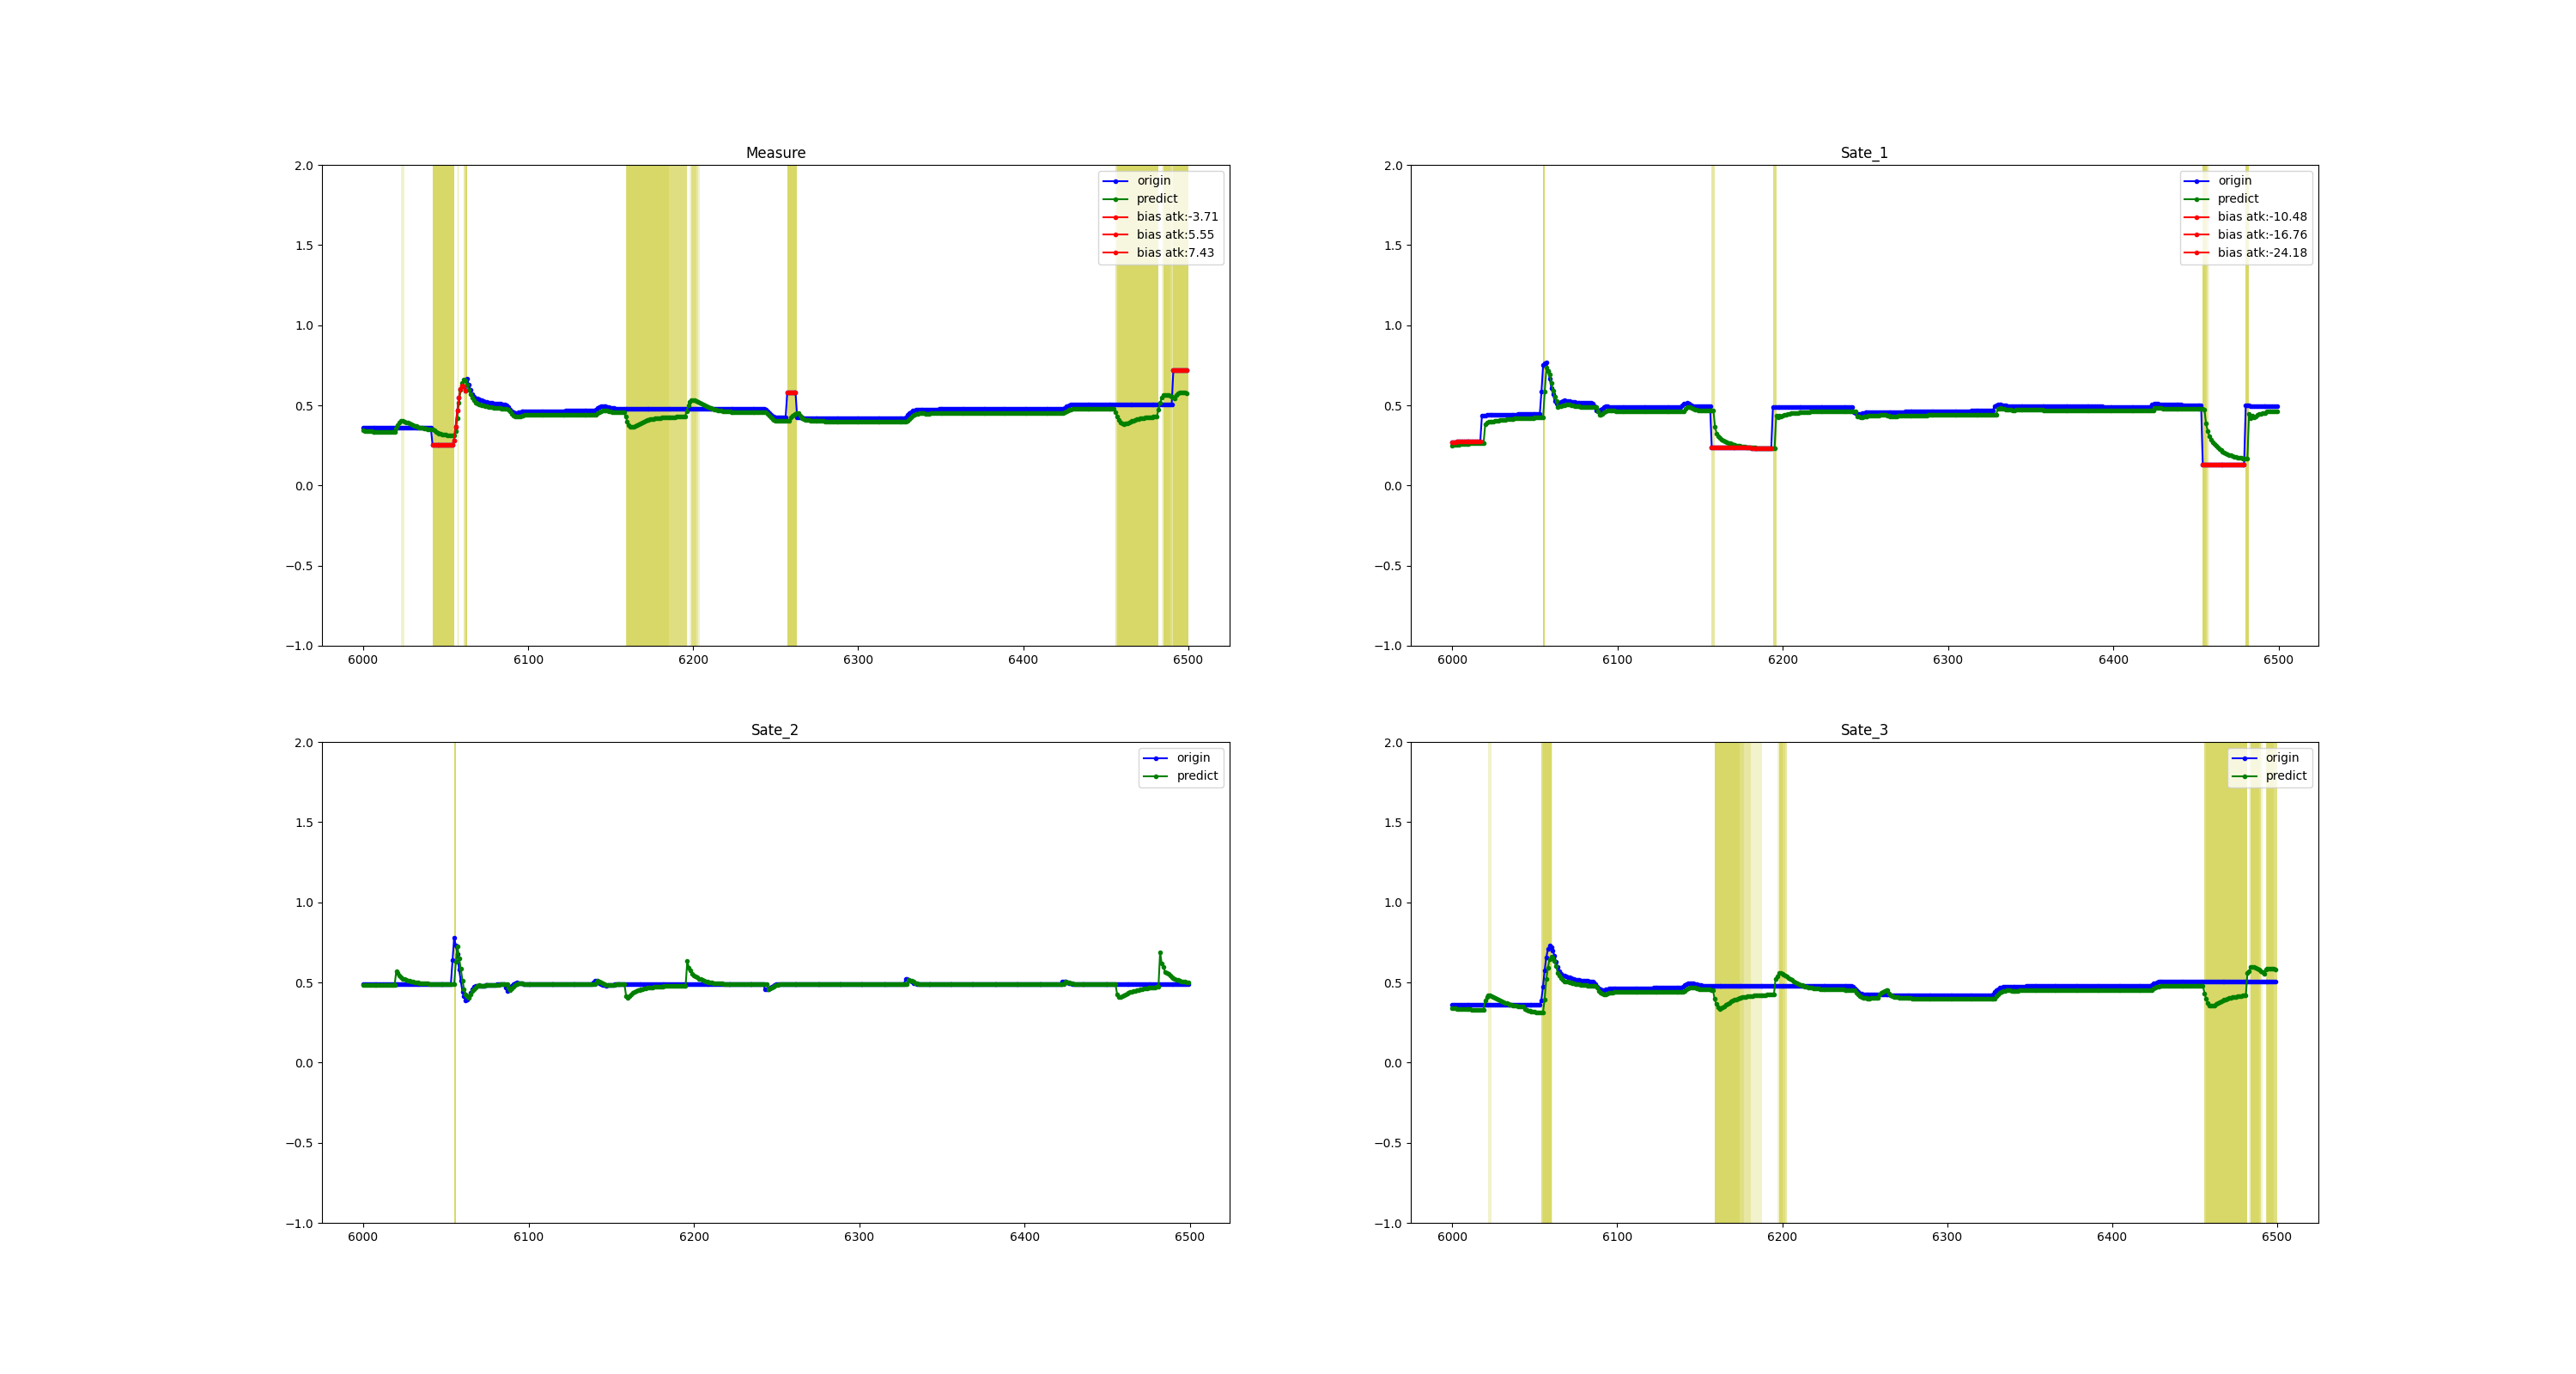 Measure
2.0
1.5
1.0
0.5
0.0
−0.5
−1.0
6000 6100 6200 6300 6400 6500
origin
predict
bias atk:-3.71
bias atk:5.55
bias atk:7.43
Sate_1
2.0
1.5
1.0
0.5
0.0
−0.5
−1.0
6000 6100 6200 6300 6400 6500
origin
predict
bias atk:-10.48
bias atk:-16.76
bias atk:-24.18
Sate_2
2.0
1.5
1.0
0.5
0.0
−0.5
−1.0
6000 6100 6200 6300 6400 6500
origin
predict
Sate_3
2.0
1.5
1.0
0.5
0.0
−0.5
−1.0
6000 6100 6200 6300 6400 6500
origin
predict